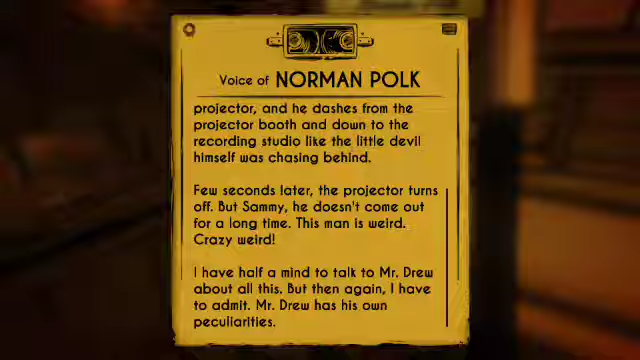 Voice of NORMAN POLK
projector, and he dashes from the
projector booth and down to the
recording studio like the little devil
himself was chasing behind.
Few seconds later, the projector turns
off. But Sammy, he doesn't come out
for a long time. This man is weird.
Crazy weird!
I have half a mind to talk to Mr. Drew
about all this. But then again, I have
to admit. Mr. Drew has his own
peculiarities.